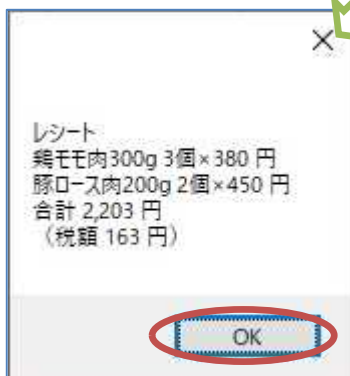 レシート
鶏モモ肉300g 3個×380 円
豚ロース肉200g 2個×450 円
合計 2,203 円
（税額 163 円）
OK